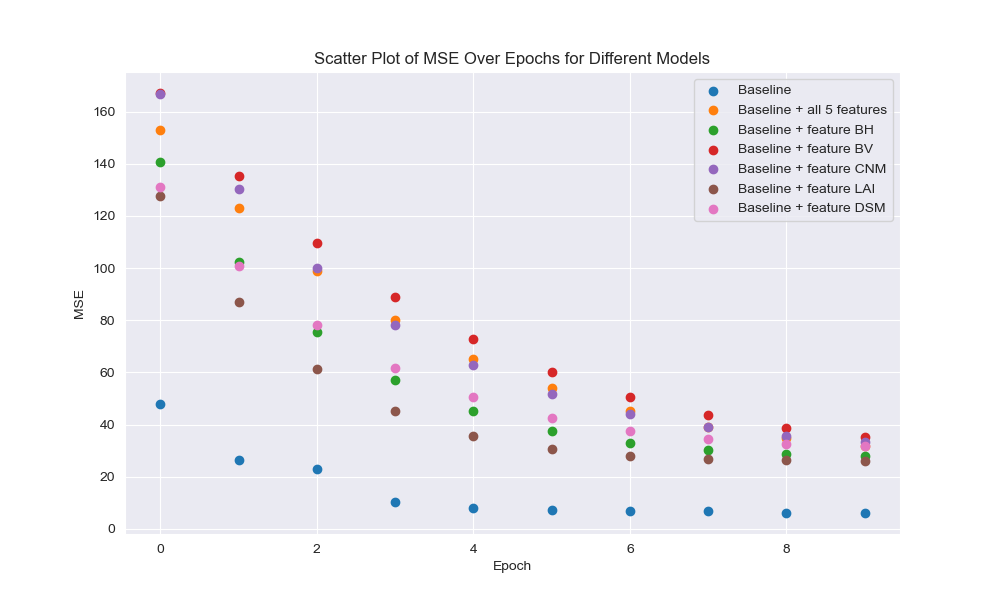 Scatter Plot of MSE Over Epochs for Different Models
Baseline
Baseline + all 5 features
Baseline + feature BH
Baseline + feature BV
Baseline + feature CNM
Baseline + feature LAI
Baseline + feature DSM
MSE
160
140
120
100
80
60
40
20
0
0 2 4 6 8
Epoch